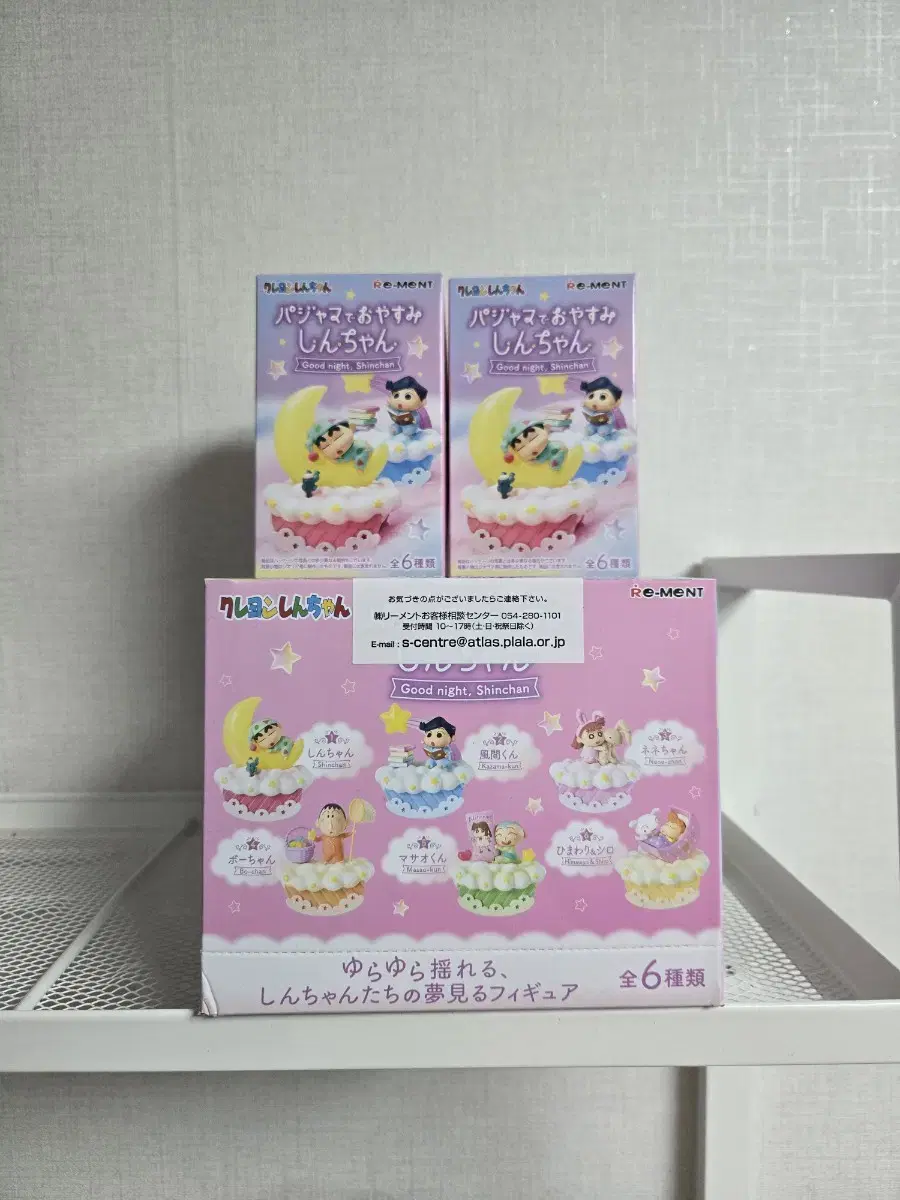 クレヨンしんちゃん
Re-MeNT
パジャマでおやすみ
しんちゃん
Good night, Shinchan
全6種類
クレヨンしんちゃん
Re-MeNT
パジャマでおやすみ
しんちゃん
Good night, Shinchan
全6種類
クレヨンしんちゃん
Re-MeNT
お気づきの点がございましたらご連絡下さい。
㈱リーメントお客様相談センター 054-280-1101
受付時間 10～17時(土・日・祝祭日除く)
E-mail : s-centre@atlas.plala.or.jp
しんちゃん
Good night, Shinchan
しんちゃん
Shinchan
風間くん
Kazama-kun
ネネちゃん
Nene-chan
ボーちゃん
Bo-chan
マサオくん
Masao-kun
ひまわり&シロ
Himawari & Shiro
ゆらゆら揺れる、
しんちゃんたちの夢見るフィギュア
全6種類